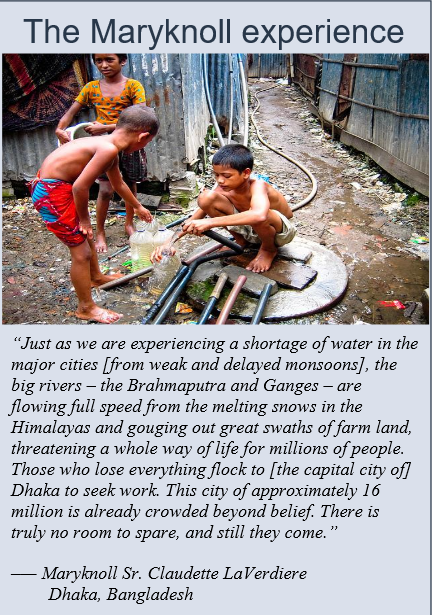 The Maryknoll experience
“Just as we are experiencing a shortage of water in the
major cities [from weak and delayed monsoons], the
big rivers – the Brahmaputra and Ganges – are
flowing full speed from the melting snows in the
Himalayas and gouging out great swaths of farm land,
threatening a whole way of life for millions of people.
Those who lose everything flock to [the capital city of]
Dhaka to seek work. This city of approximately 16
million is already crowded beyond belief. There is
truly no room to spare, and still they come.”
––– Maryknoll Sr. Claudette LaVerdiere
Dhaka, Bangladesh